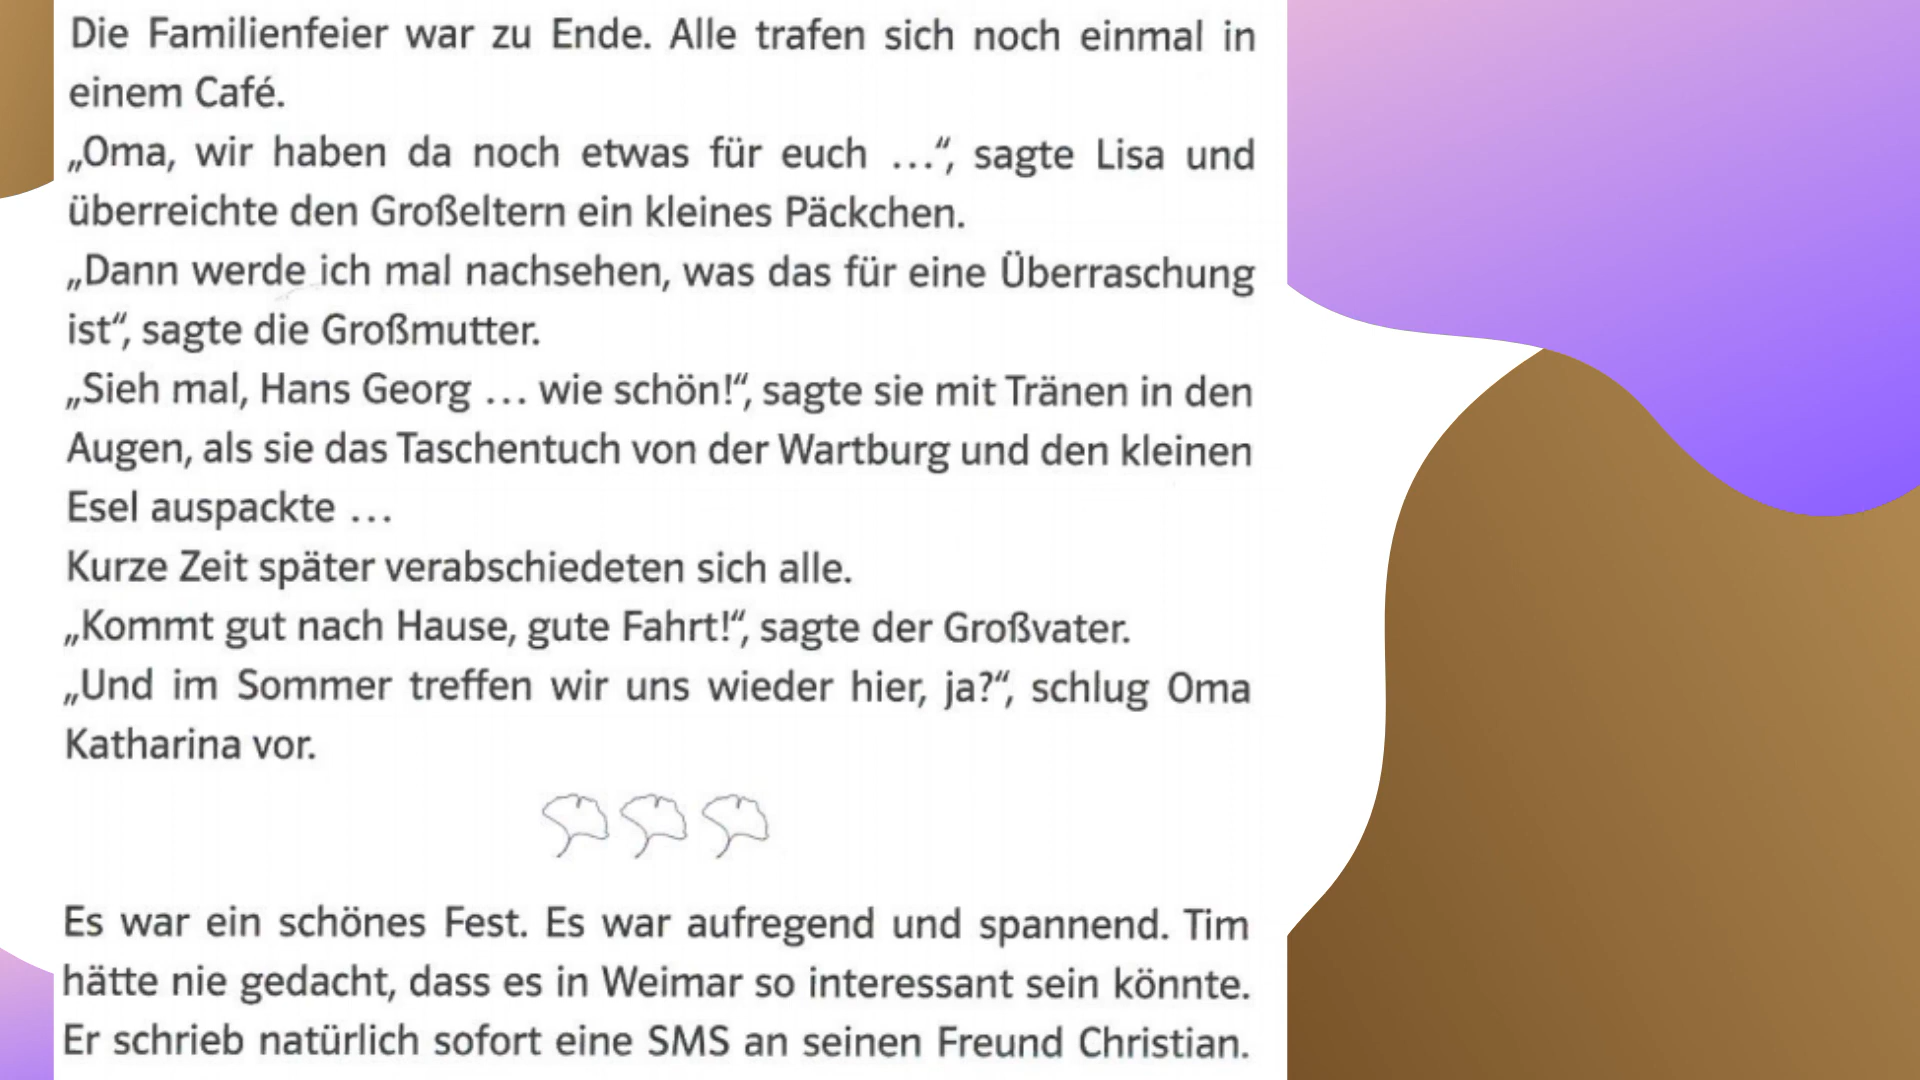 Die Familienfeier war zu Ende. Alle trafen sich noch einmal in
einem Café.
„Oma, wir haben da noch etwas für euch …“, sagte Lisa und
überreichte den Großeltern ein kleines Päckchen.
„Dann werde ich mal nachsehen, was das für eine Überraschung
ist“, sagte die Großmutter.
„Sieh mal, Hans Georg … wie schön!“, sagte sie mit Tränen in den
Augen, als sie das Taschentuch von der Wartburg und den kleinen
Esel auspackte …
Kurze Zeit später verabschiedeten sich alle.
„Kommt gut nach Hause, gute Fahrt!“, sagte der Großvater.
„Und im Sommer treffen wir uns wieder hier, ja?“, schlug Oma
Katharina vor.
Es war ein schönes Fest. Es war aufregend und spannend. Tim
hätte nie gedacht, dass es in Weimar so interessant sein könnte.
Er schrieb natürlich sofort eine SMS an seinen Freund Christian.